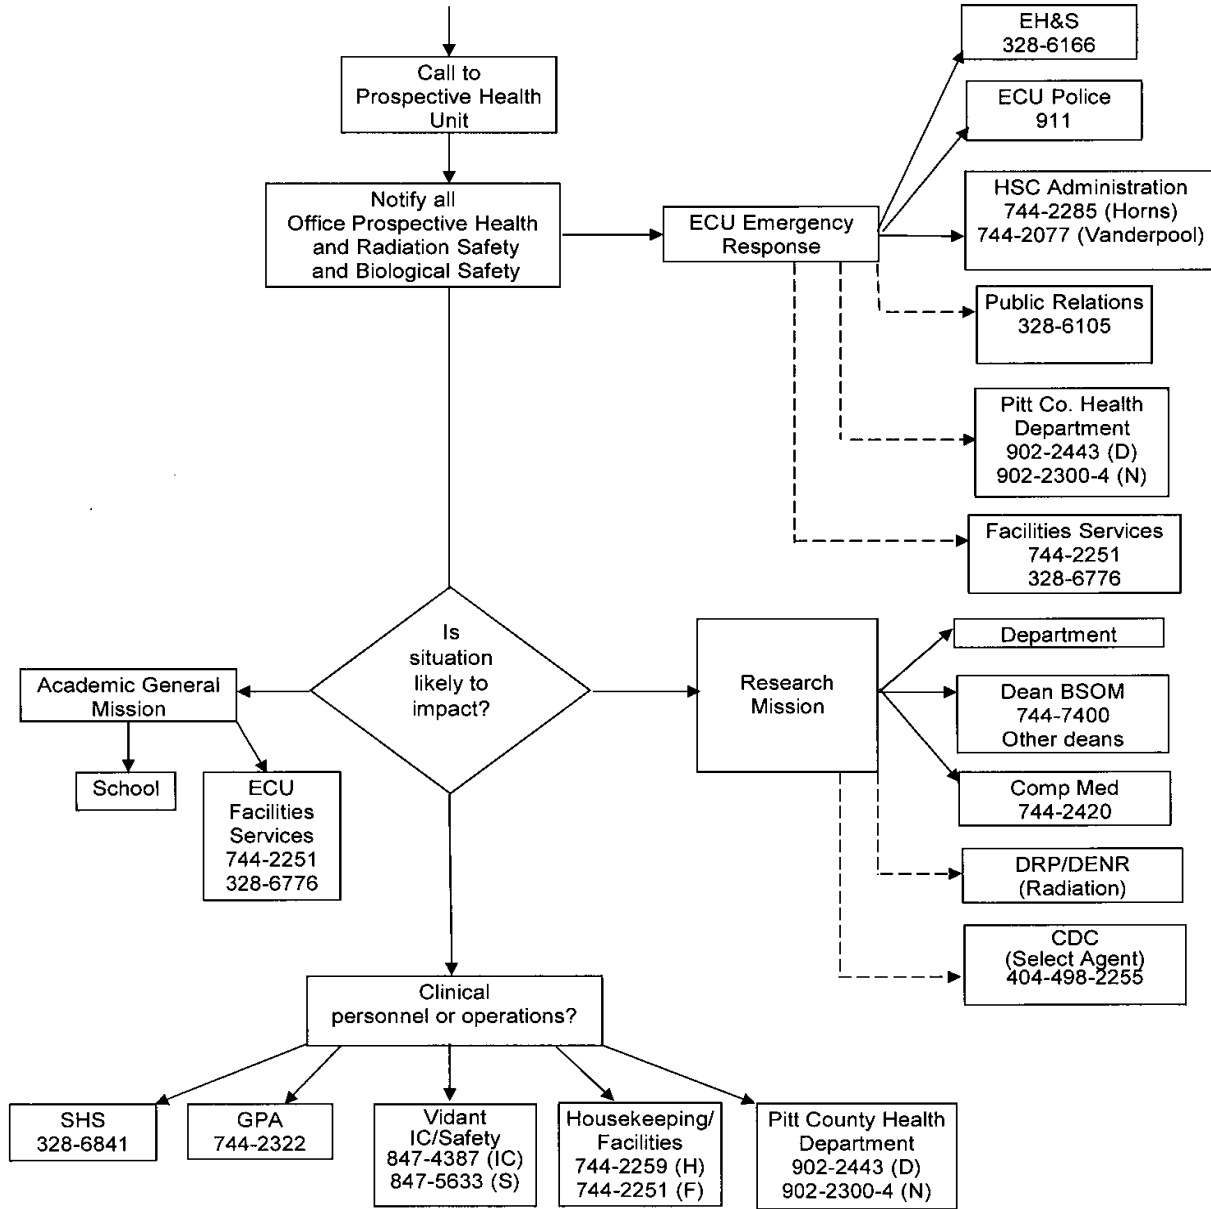 Call to
Prospective Health
Unit
Notify all
Office Prospective Health
and Radiation Safety
and Biological Safety
ECU Emergency
Response
EH&S
328-6166
ECU Police
911
HSC Administration
744-2285 (Horns)
744-2077 (Vanderpool)
Public Relations
328-6105
Pitt Co. Health
Department
902-2443 (D)
902-2300-4 (N)
Facilities Services
744-2251
328-6776
Is
situation
likely to
impact?
Academic General
Mission
School
ECU
Facilities
Services
744-2251
328-6776
Research
Mission
Department
Dean BSOM
744-7400
Other deans
Comp Med
744-2420
DRP/DENR
(Radiation)
CDC
(Select Agent)
404-498-2255
Clinical
personnel or operations?
SHS
328-6841
GPA
744-2322
Vidant
IC/Safety
847-4387 (IC)
847-5633 (S)
Housekeeping/
Facilities
744-2259 (H)
744-2251 (F)
Pitt County Health
Department
902-2443 (D)
902-2300-4 (N)